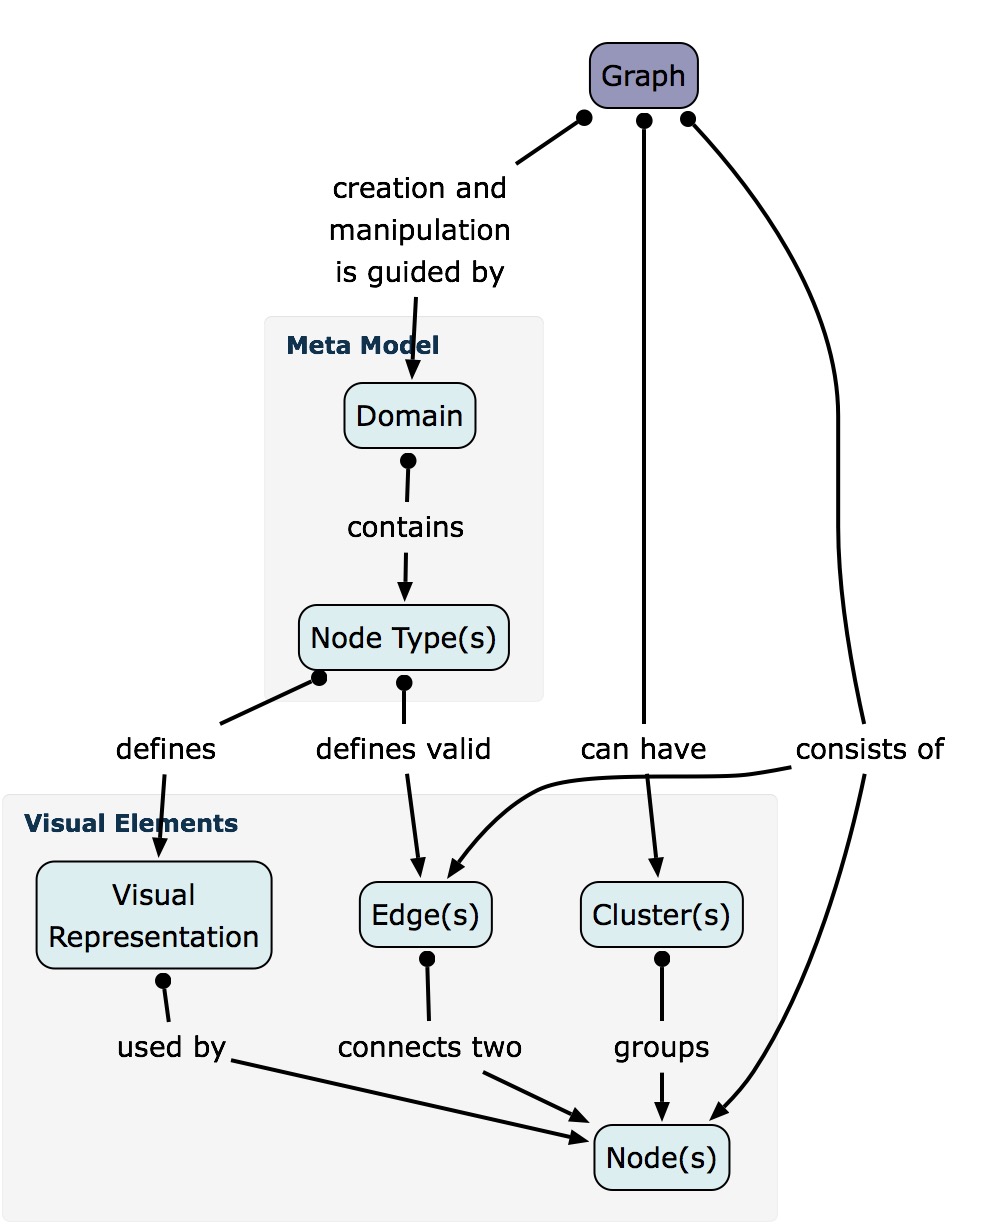 Graph
creation and
manipulation
is guided by
Meta Model
Domain
contains
Node Type(s)
defines
defines valid
can have
consists of
Visual Elements
Visual
Representation
Edge(s)
Cluster(s)
used by
connects two
groups
Node(s)